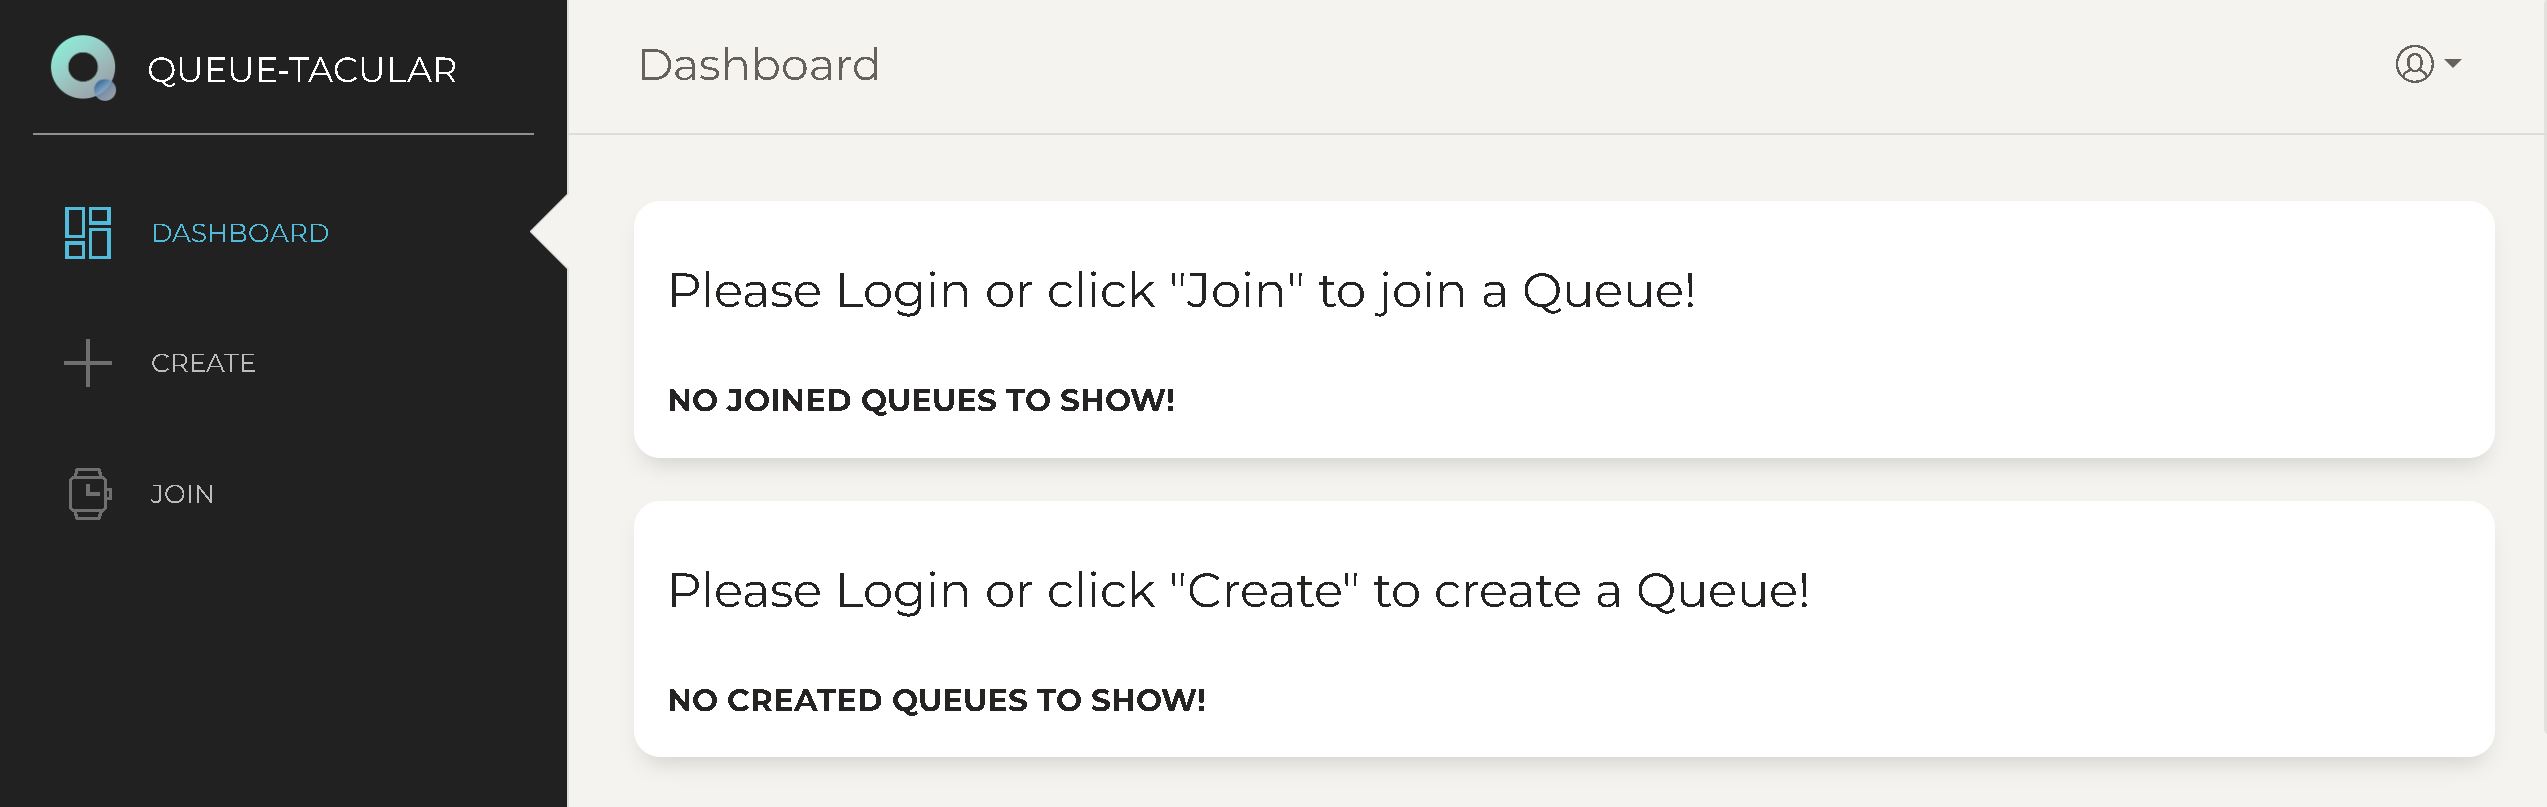 QUEUE-TACULAR
DASHBOARD
CREATE
JOIN
Dashboard
Please Login or click "Join" to join a Queue!
NO JOINED QUEUES TO SHOW!
Please Login or click "Create" to create a Queue!
NO CREATED QUEUES TO SHOW!